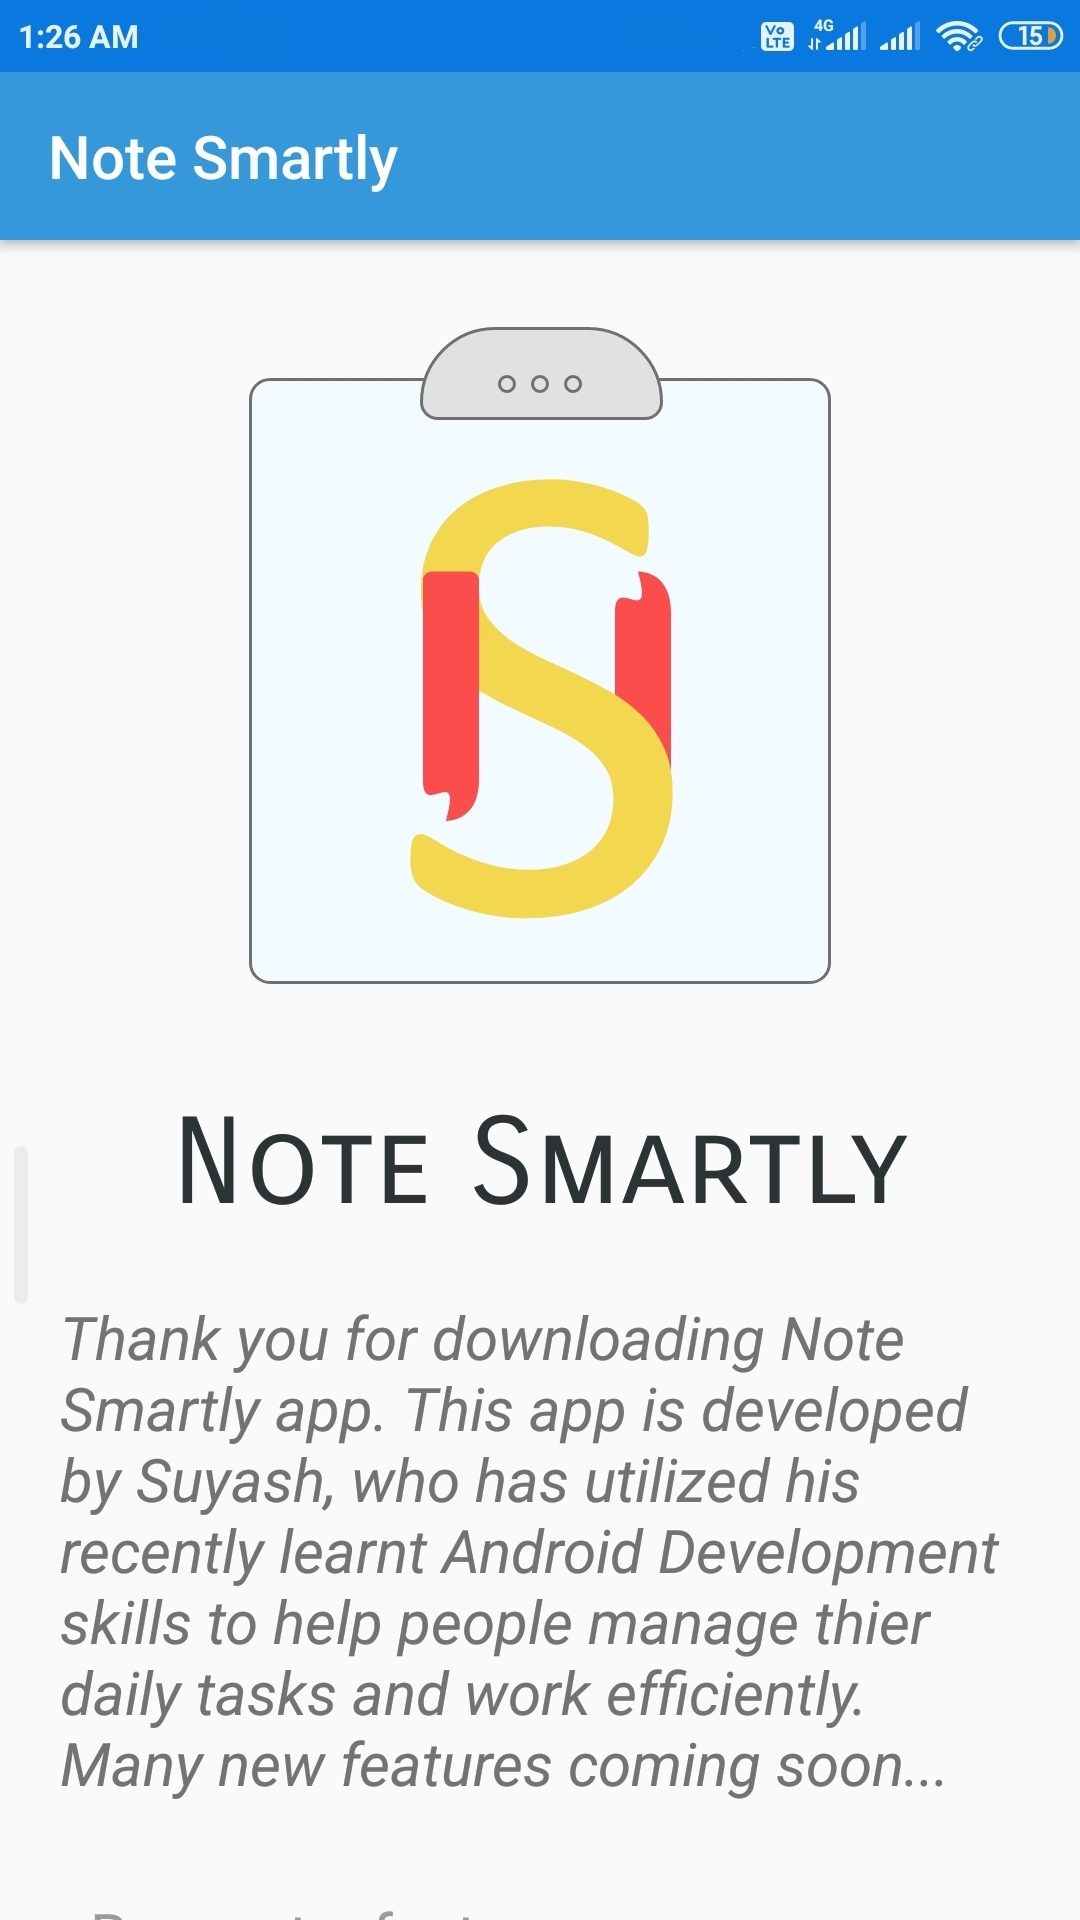 1:26 AM
Vo LTE 4G 15
Note Smartly
NOTE SMARTLY
Thank you for downloading Note
Smartly app. This app is developed
by Suyash, who has utilized his
recently learnt Android Development
skills to help people manage thier
daily tasks and work efficiently.
Many new features coming soon...